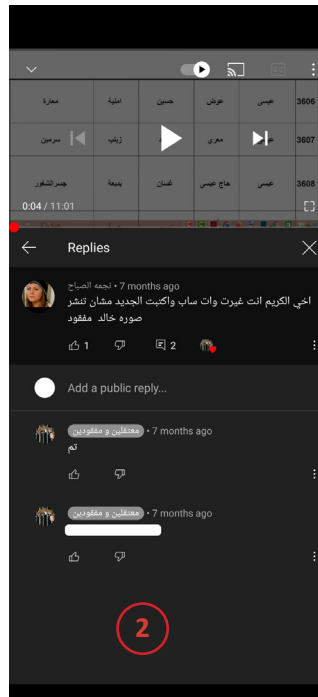 معارة امنية حسين عوض عيسى 3606
سرمين زينب معري 3607
جسرالشغور بديعة غسان حاج عيسى عيسى 3608
0:04 / 11:01
Replies
نجمه الصباح • 7 months ago
اخي الكريم انت غيرت وات ساب واكتبت الجديد مشان تنشر
صوره خالد مفقود
1
2
Add a public reply...
معتقلين و مفقودين • 7 months ago
تم
معتقلين و مفقودين • 7 months ago
2